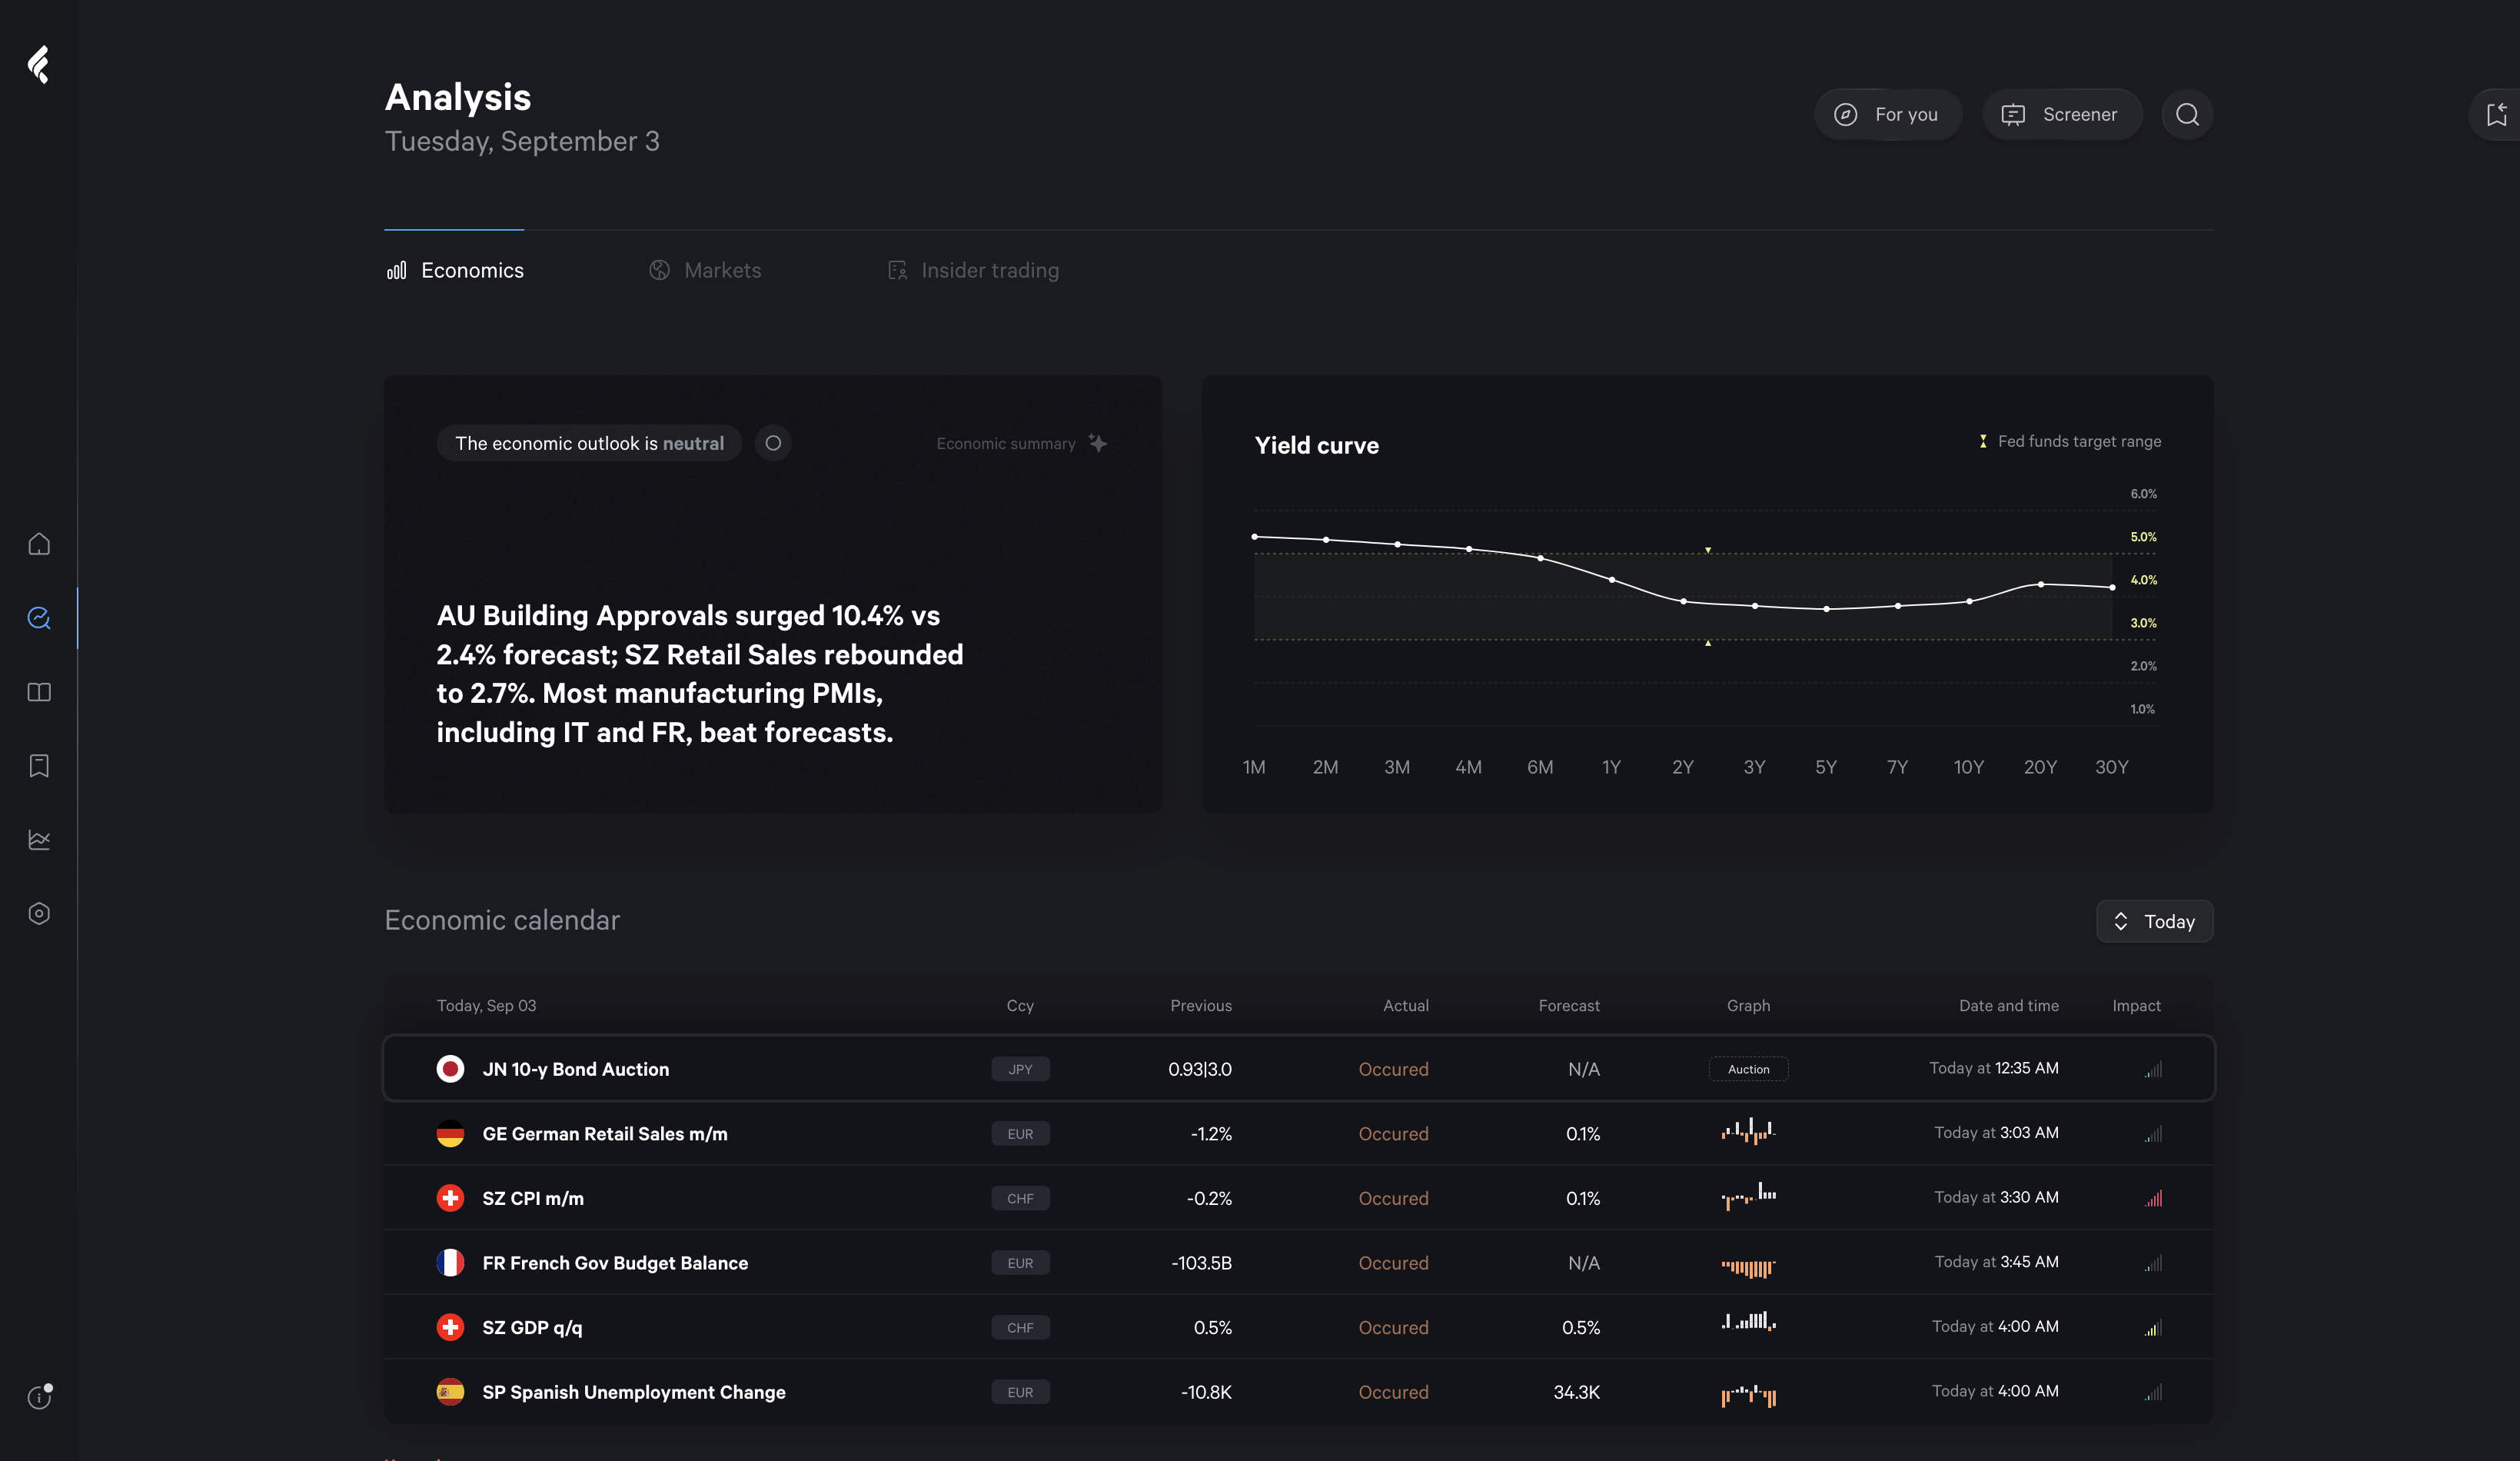 Analysis
Tuesday, September 3
For you
Screener
Economics
Markets
Insider trading
The economic outlook is neutral
Economic summary
AU Building Approvals surged 10.4% vs
2.4% forecast; SZ Retail Sales rebounded
to 2.7%. Most manufacturing PMIs,
including IT and FR, beat forecasts.
Yield curve
Fed funds target range
6.0%
5.0%
4.0%
3.0%
2.0%
1.0%
1M 2M 3M 4M 6M 1Y 2Y 3Y 5Y 7Y 10Y 20Y 30Y
Economic calendar
Today
Today, Sep 03 Ccy Previous Actual Forecast Graph Date and time Impact
JN 10-y Bond Auction JPY 0.93|3.0 Occured N/A Auction Today at 12:35 AM
GE German Retail Sales m/m EUR -1.2% Occured 0.1% Today at 3:03 AM
SZ CPI m/m CHF -0.2% Occured 0.1% Today at 3:30 AM
FR French Gov Budget Balance EUR -103.5B Occured N/A Today at 3:45 AM
SZ GDP q/q CHF 0.5% Occured 0.5% Today at 4:00 AM
SP Spanish Unemployment Change EUR -10.8K Occured 34.3K Today at 4:00 AM